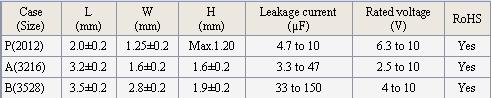 Case (Size) L (mm) W (mm) H (mm) Leakage current (µF) Rated voltage (V) RoHS
P(2012) 2.0±0.2 1.25±0.2 Max.1.20 4.7 to 10 6.3 to 10 Yes
A(3216) 3.2±0.2 1.6±0.2 1.6±0.2 3.3 to 47 2.5 to 10 Yes
B(3528) 3.5±0.2 2.8±0.2 1.9±0.2 33 to 150 4 to 10 Yes